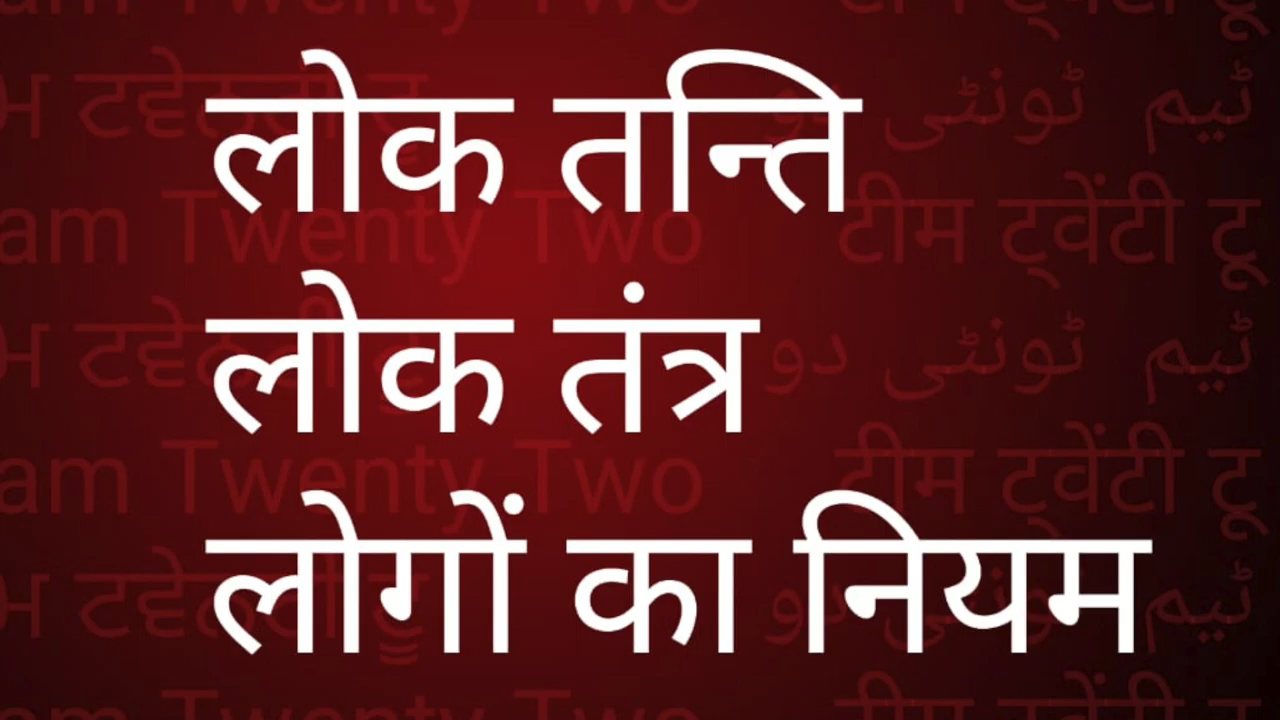 लोक तन्ति
लोक तंत्र
लोगों का नियम